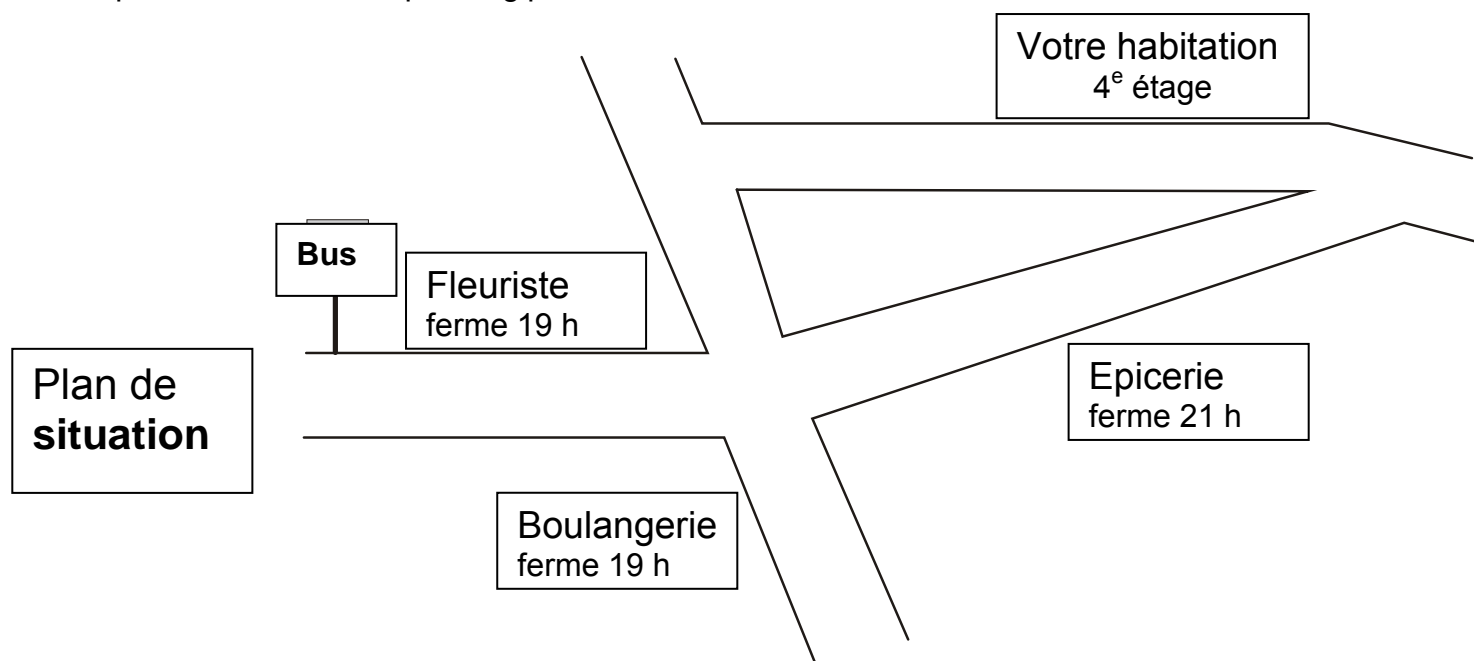 Votre habitation
4e étage
Bus
Fleuriste
ferme 19 h
Plan de
situation
Epicerie
ferme 21 h
Boulangerie
ferme 19 h